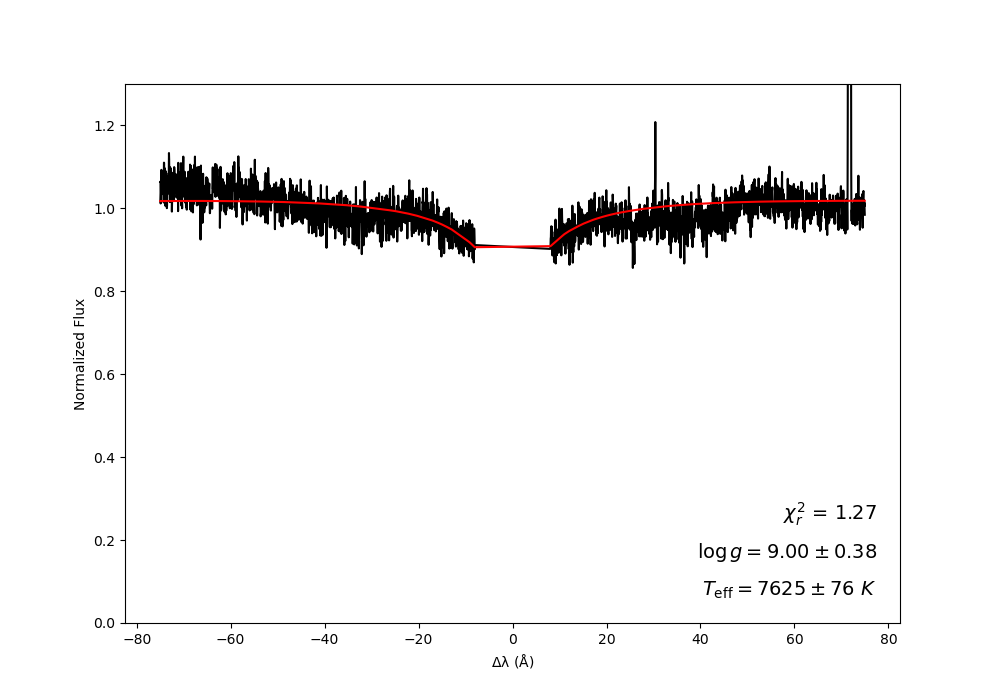 1.2
1.0
0.8
0.6
0.4
0.2
0.0
Normalized Flux
χ²ᵣ = 1.27
log g = 9.00 ± 0.38
T_eff = 7625 ± 76 K
−80 −60 −40 −20 0 20 40 60 80
Δλ (Å)